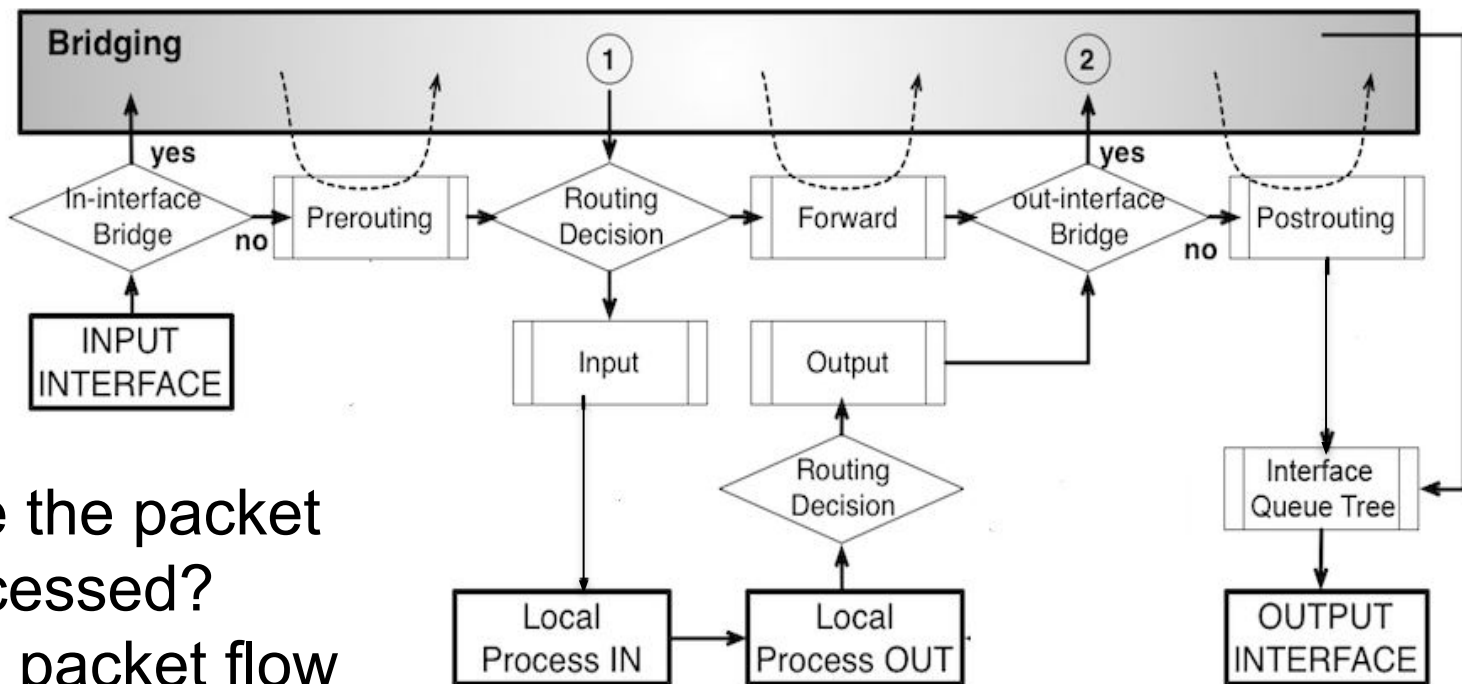 Bridging
1
2
yes
yes
In-interface
Bridge
no
Prerouting
Routing
Decision
Forward
out-interface
Bridge
no
Postrouting
INPUT
INTERFACE
Input
Output
Routing
Decision
Interface
Queue Tree
e the packet
cessed?
packet flow
Local
Process IN
Local
Process OUT
OUTPUT
INTERFACE